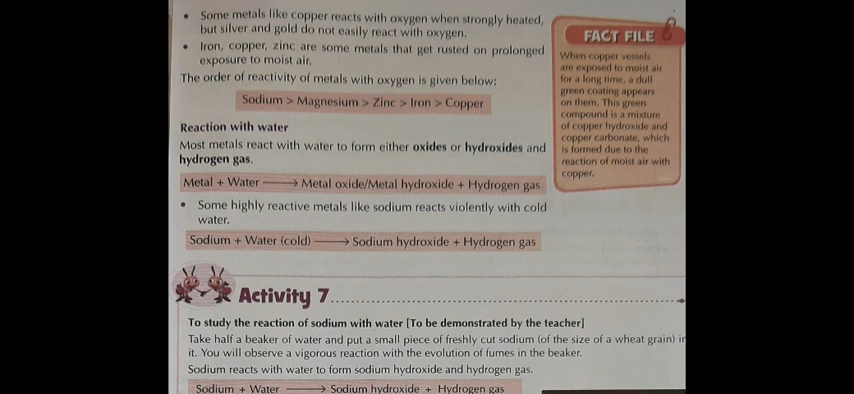 • Some metals like copper reacts with oxygen when strongly heated,
but silver and gold do not easily react with oxygen.
• Iron, copper, zinc are some metals that get rusted on prolonged
exposure to moist air.
The order of reactivity of metals with oxygen is given below:
Sodium > Magnesium > Zinc > Iron > Copper
Reaction with water
Most metals react with water to form either oxides or hydroxides and
hydrogen gas.
Metal + Water ⟶ Metal oxide/Metal hydroxide + Hydrogen gas
• Some highly reactive metals like sodium reacts violently with cold
water.
Sodium + Water (cold) ⟶ Sodium hydroxide + Hydrogen gas
FACT FILE
When copper vessels
are exposed to moist air
for a long time, a dull
green coating appears
on them. This green
compound is a mixture
of copper hydroxide and
copper carbonate, which
is formed due to the
reaction of moist air with
copper.
Activity 7
To study the reaction of sodium with water [To be demonstrated by the teacher]
Take half a beaker of water and put a small piece of freshly cut sodium (of the size of a wheat grain) in
it. You will observe a vigorous reaction with the evolution of fumes in the beaker.
Sodium reacts with water to form sodium hydroxide and hydrogen gas.
Sodium + Water ⟶ Sodium hydroxide + Hydrogen gas